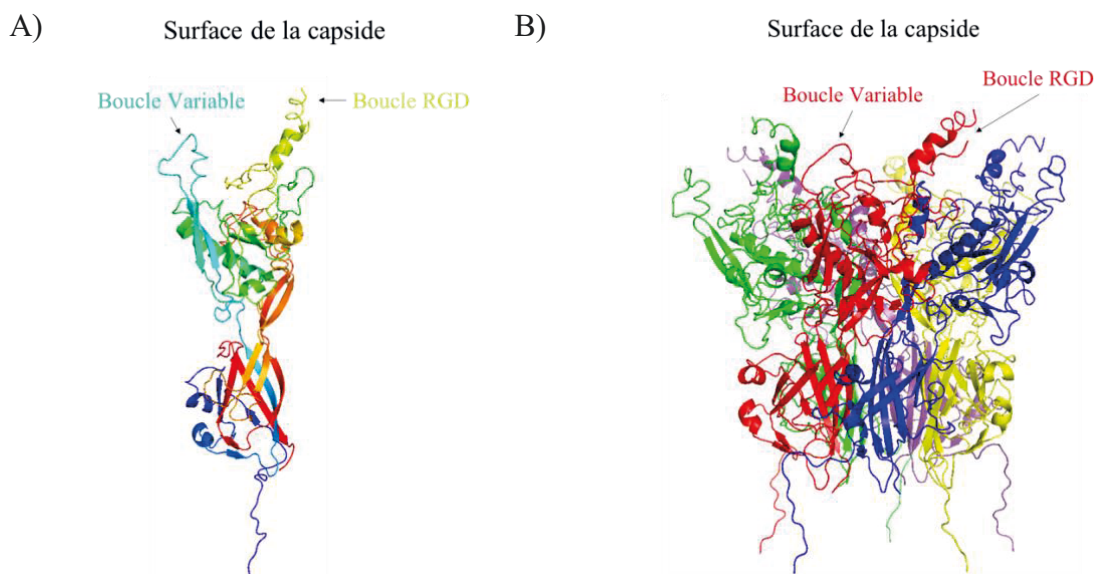 A)
Surface de la capside
Boucle Variable
Boucle RGD
B)
Surface de la capside
Boucle RGD
Boucle Variable